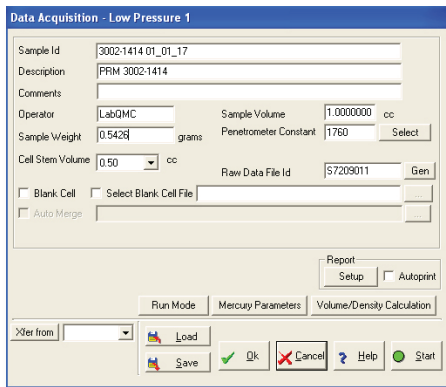 Data Acquisition - Low Pressure 1
Sample Id 3002-1414 01_01_17
Description PRM 3002-1414
Comments
Operator LabQMC Sample Volume 1.0000000 cc
Sample Weight 0.5426 grams Penetrometer Constant 1760 Select
Cell Stem Volume 0.50 cc
Raw Data File Id S7209011 Gen
Blank Cell Select Blank Cell File ...
Auto Merge ...
Report
Setup Autoprint
Run Mode Mercury Parameters Volume/Density Calculation
Xfer from Load
Save Ok Cancel Help Start